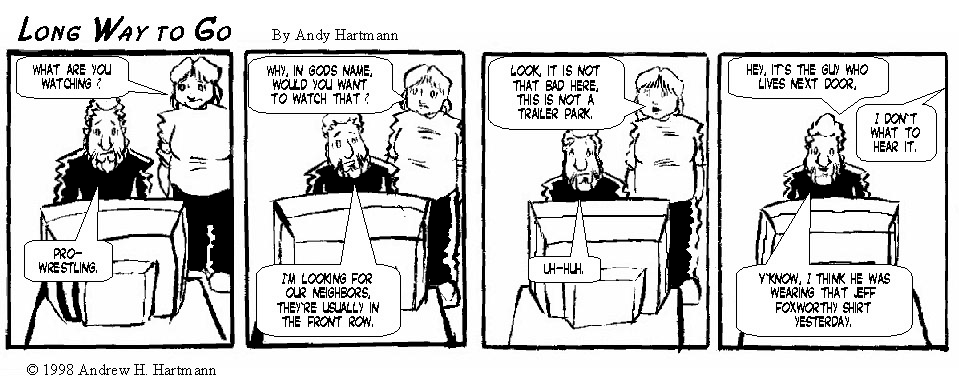 LONG WAY TO GO
By Andy Hartmann
WHAT ARE YOU
WATCHING ?
PRO-
WRESTLING.
WHY, IN GODS NAME,
WOULD YOU WANT
TO WATCH THAT ?
I'M LOOKING FOR
OUR NEIGHBORS,
THEY'RE USUALLY IN
THE FRONT ROW.
LOOK, IT IS NOT
THAT BAD HERE,
THIS IS NOT A
TRAILER PARK.
UH-HUH.
HEY, IT'S THE GUY WHO
LIVES NEXT DOOR.
I DON'T
WHAT TO
HEAR IT.
Y'KNOW, I THINK HE WAS
WEARING THAT JEFF
FOXWORTHY SHIRT
YESTERDAY.
© 1998 Andrew H. Hartmann